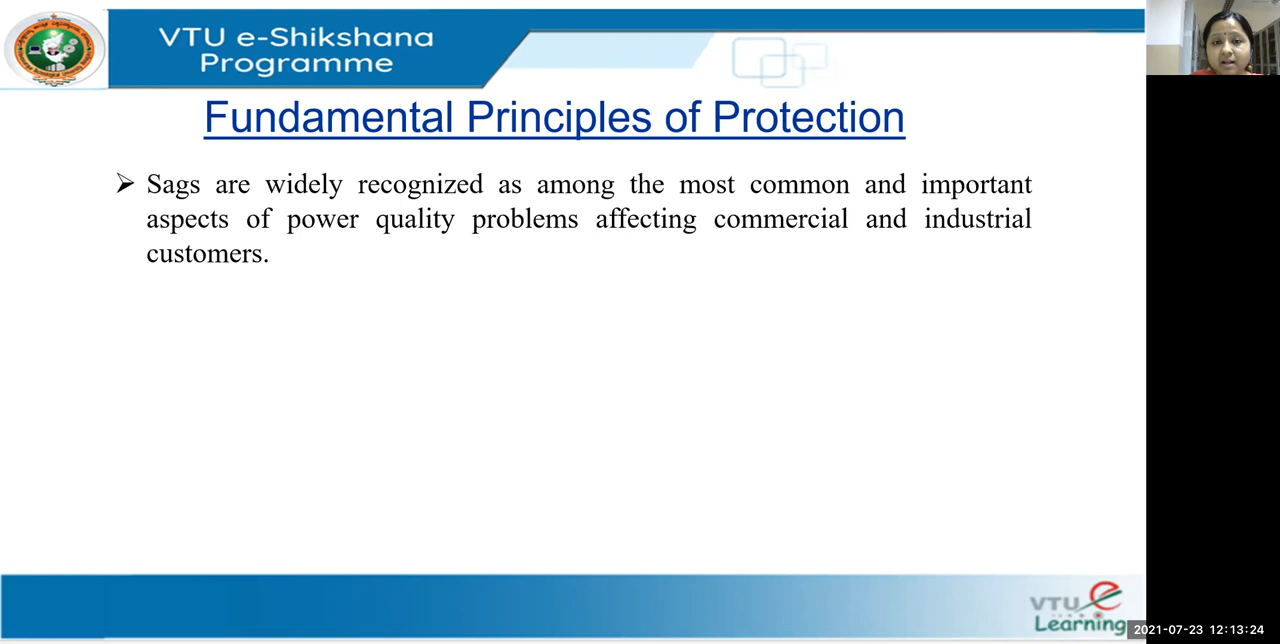 VTU e-Shikshana
Programme
Fundamental Principles of Protection
➢ Sags are widely recognized as among the most common and important
aspects of power quality problems affecting commercial and industrial
customers.
VTU e
Learning
2021-07-23 12:13:24